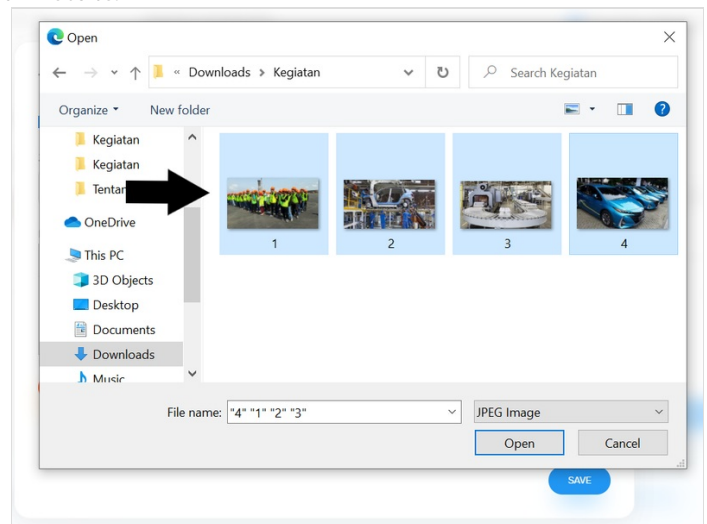 Open
« Downloads > Kegiatan
Search Kegiatan
Organize
New folder
Kegiatan
Kegiatan
OneDrive
This PC
3D Objects
Desktop
Documents
Downloads
Music
1
2
3
4
File name: "4" "1" "2" "3"
JPEG Image
Open
Cancel
SAVE